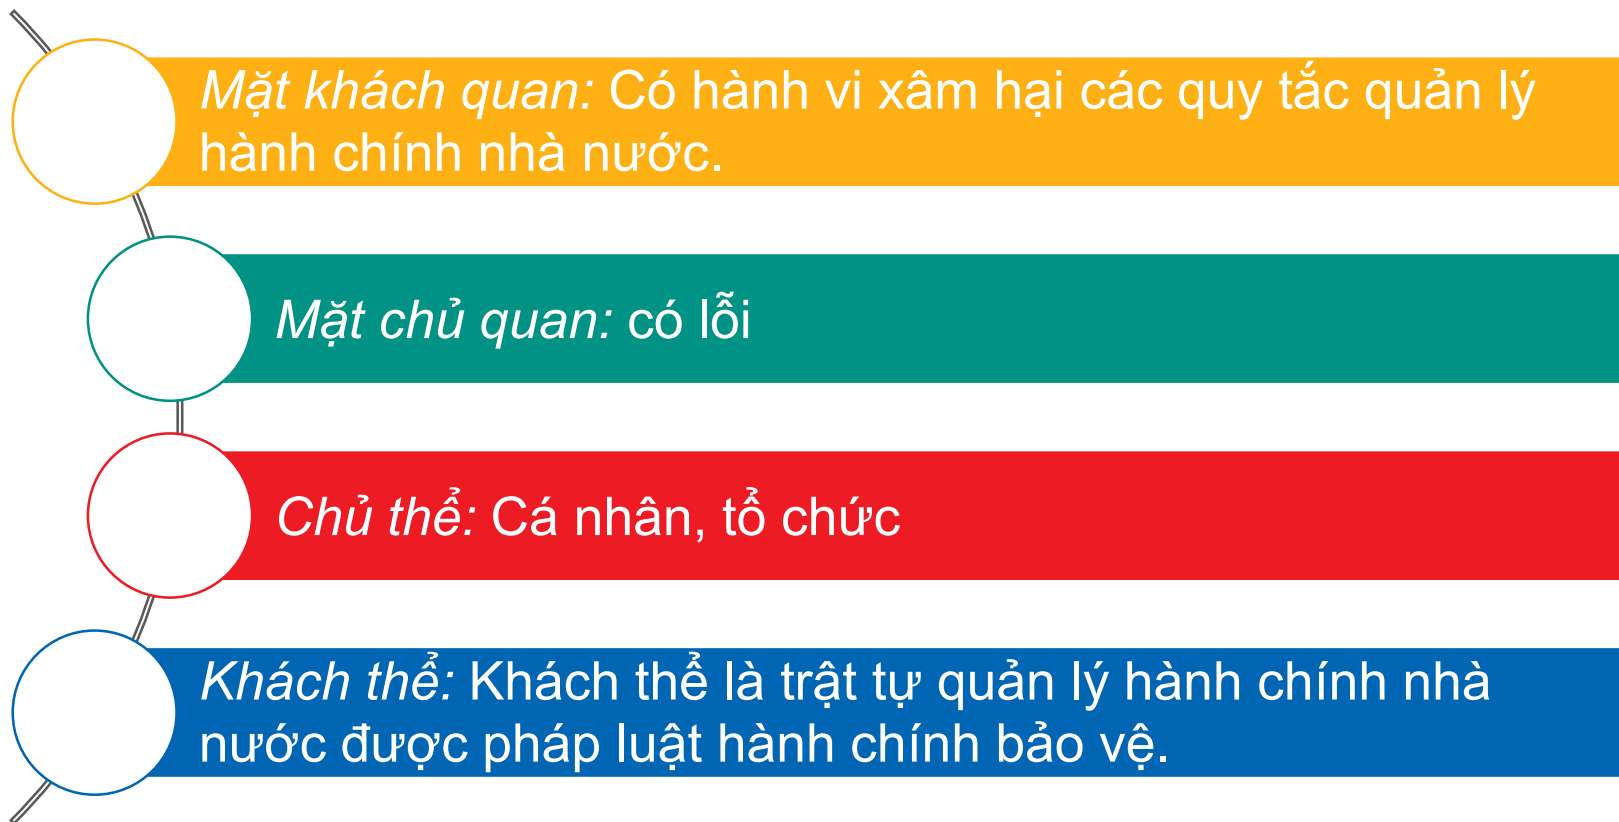 Mặt khách quan: Có hành vi xâm hại các quy tắc quản lý
hành chính nhà nước.
Mặt chủ quan: có lỗi
Chủ thể: Cá nhân, tổ chức
Khách thể: Khách thể là trật tự quản lý hành chính nhà
nước được pháp luật hành chính bảo vệ.